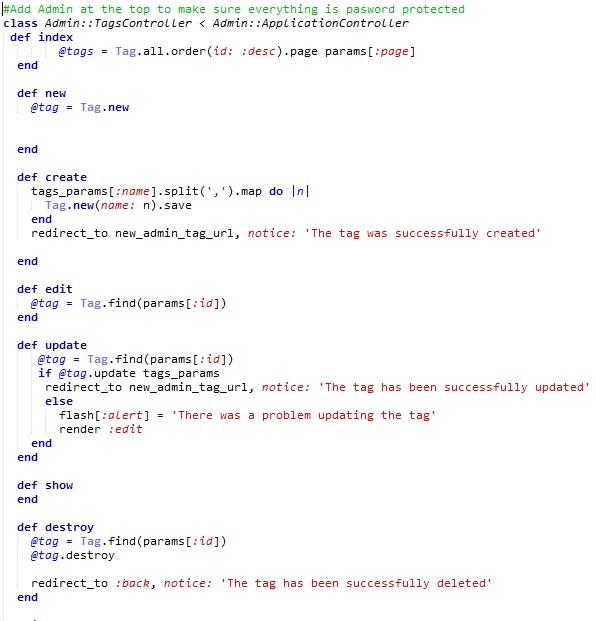 #Add Admin at the top to make sure everything is pasword protected
class Admin::TagsController < Admin::ApplicationController
def index
@tags = Tag.all.order(id: :desc).page params[:page]
end
def new
@tag = Tag.new
end
def create
tags_params[:name].split(',').map do |n|
Tag.new(name: n).save
end
redirect_to new_admin_tag_url, notice: 'The tag was successfully created'
end
def edit
@tag = Tag.find(params[:id])
end
def update
@tag = Tag.find(params[:id])
if @tag.update tags_params
redirect_to new_admin_tag_url, notice: 'The tag has been successfully updated'
else
flash[:alert] = 'There was a problem updating the tag'
render :edit
end
end
def show
end
def destroy
@tag = Tag.find(params[:id])
@tag.destroy
redirect_to :back, notice: 'The tag has been successfully deleted'
end